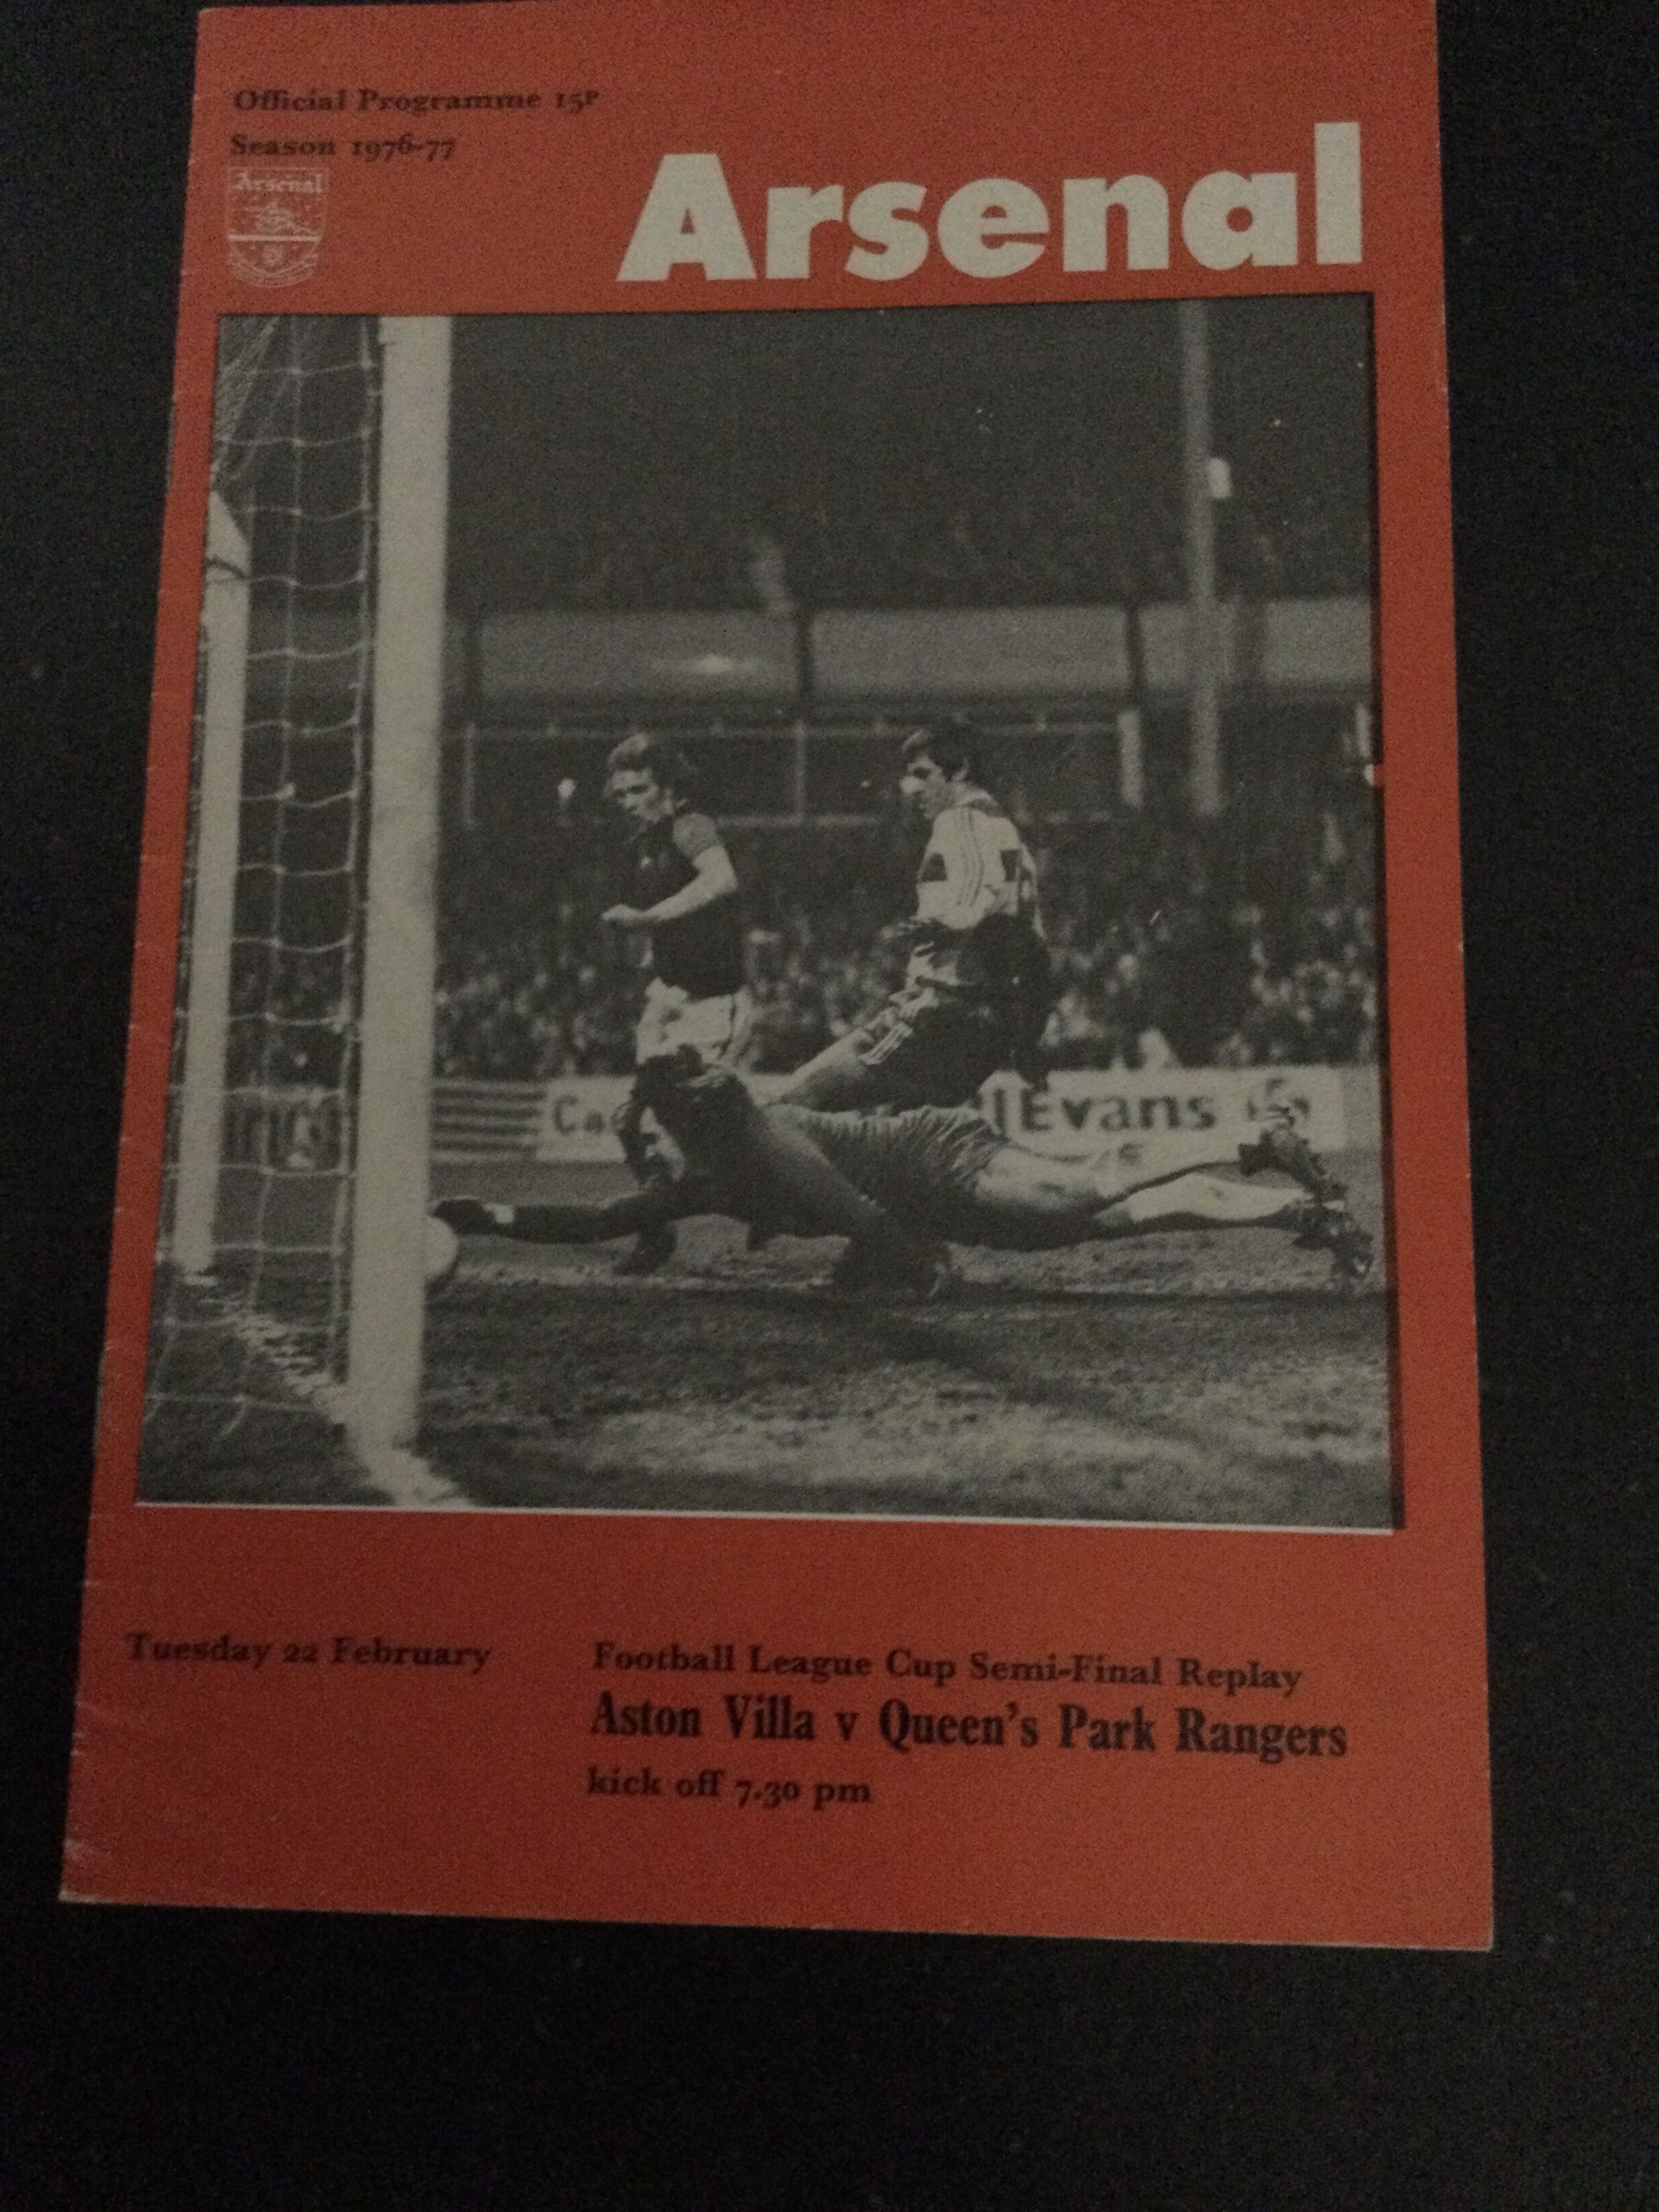 Official Programme 15P
Season 1976-77
Arsenal
Arsenal
Ca
Evans
Tuesday 22 February
Football League Cup Semi-Final Replay
Aston Villa v Queen's Park Rangers
kick off 7.30 pm